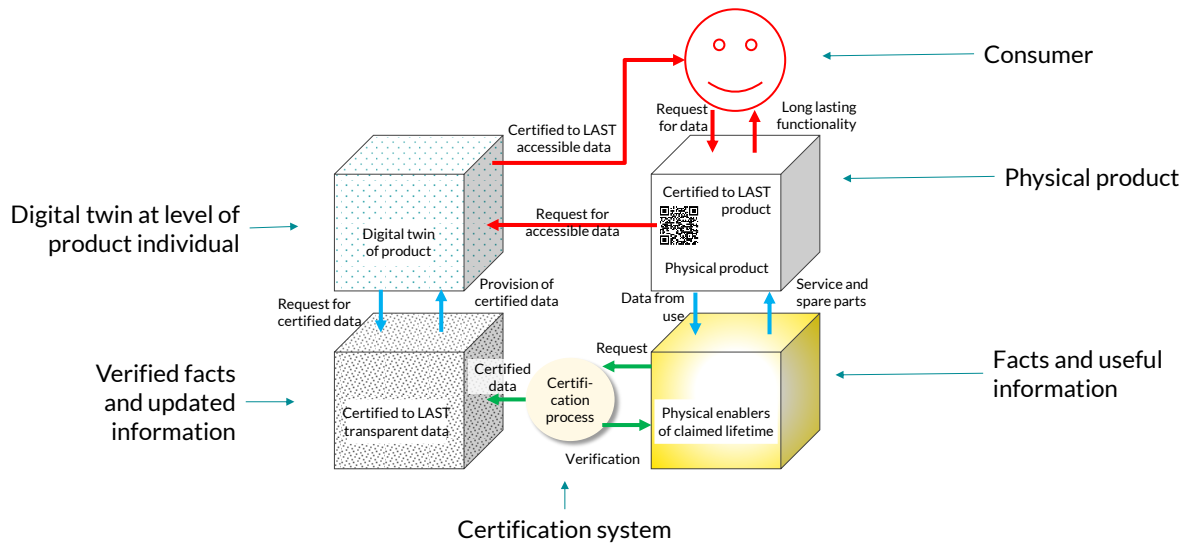 Consumer
Request
for data
Long lasting
functionality
Certified to LAST
accessible data
Physical product
Certified to LAST
product
Digital twin at level of
product individual
Request for
accessible data
Digital twin
of product
Physical product
Request for
certified data
Provision of
certified data
Data from
use
Service and
spare parts
Request
Verified facts
and updated
information
Certified
data
Certifi-
cation
process
Facts and useful
information
Certified to LAST
transparent data
Physical enablers
of claimed lifetime
Verification
Certification system